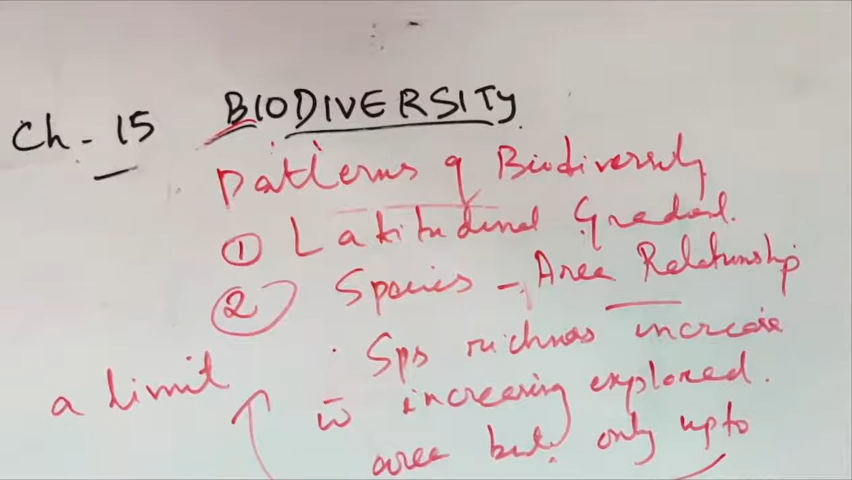 Ch - 15 BIODIVERSITY
Patterns of Biodiversity
① Latitudinal Gradient.
② Species - Area Relationship
. Sps richness increase
w̄ increasing explored.
area but only upto
a limit